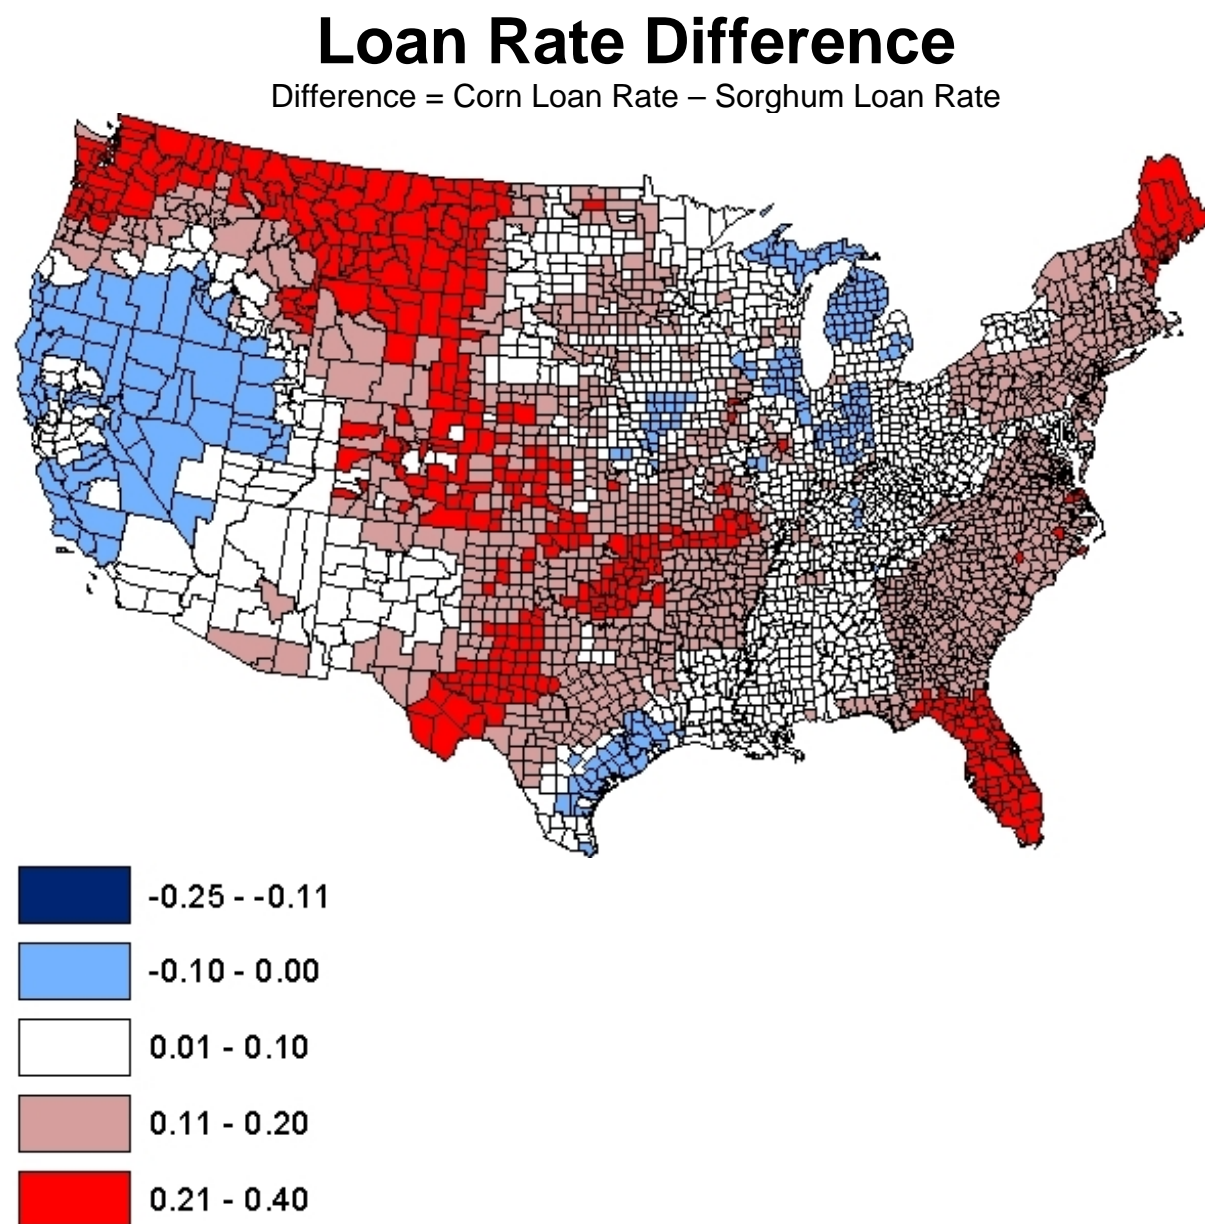 Loan Rate Difference
Difference = Corn Loan Rate – Sorghum Loan Rate
-0.25 - -0.11
-0.10 - 0.00
0.01 - 0.10
0.11 - 0.20
0.21 - 0.40